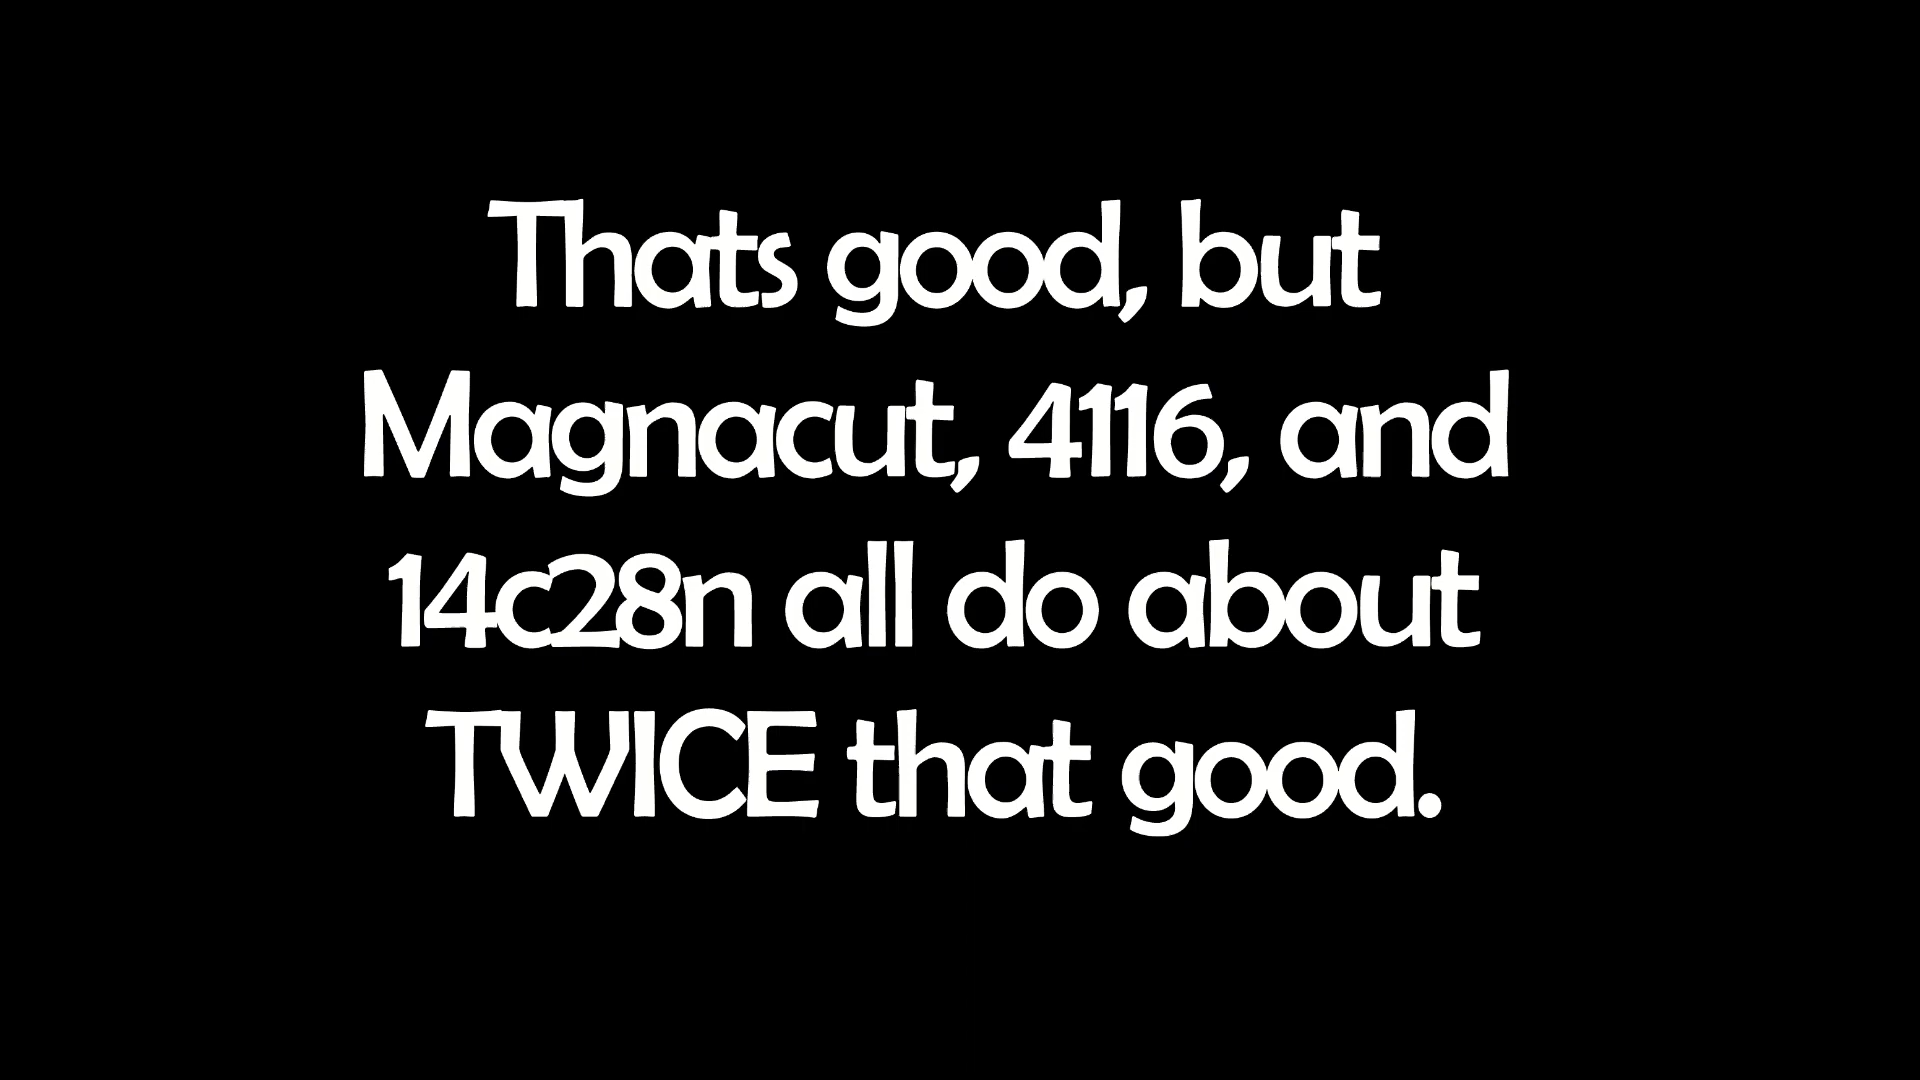 Thats good, but
Magnacut, 4116, and
14c28n all do about
TWICE that good.